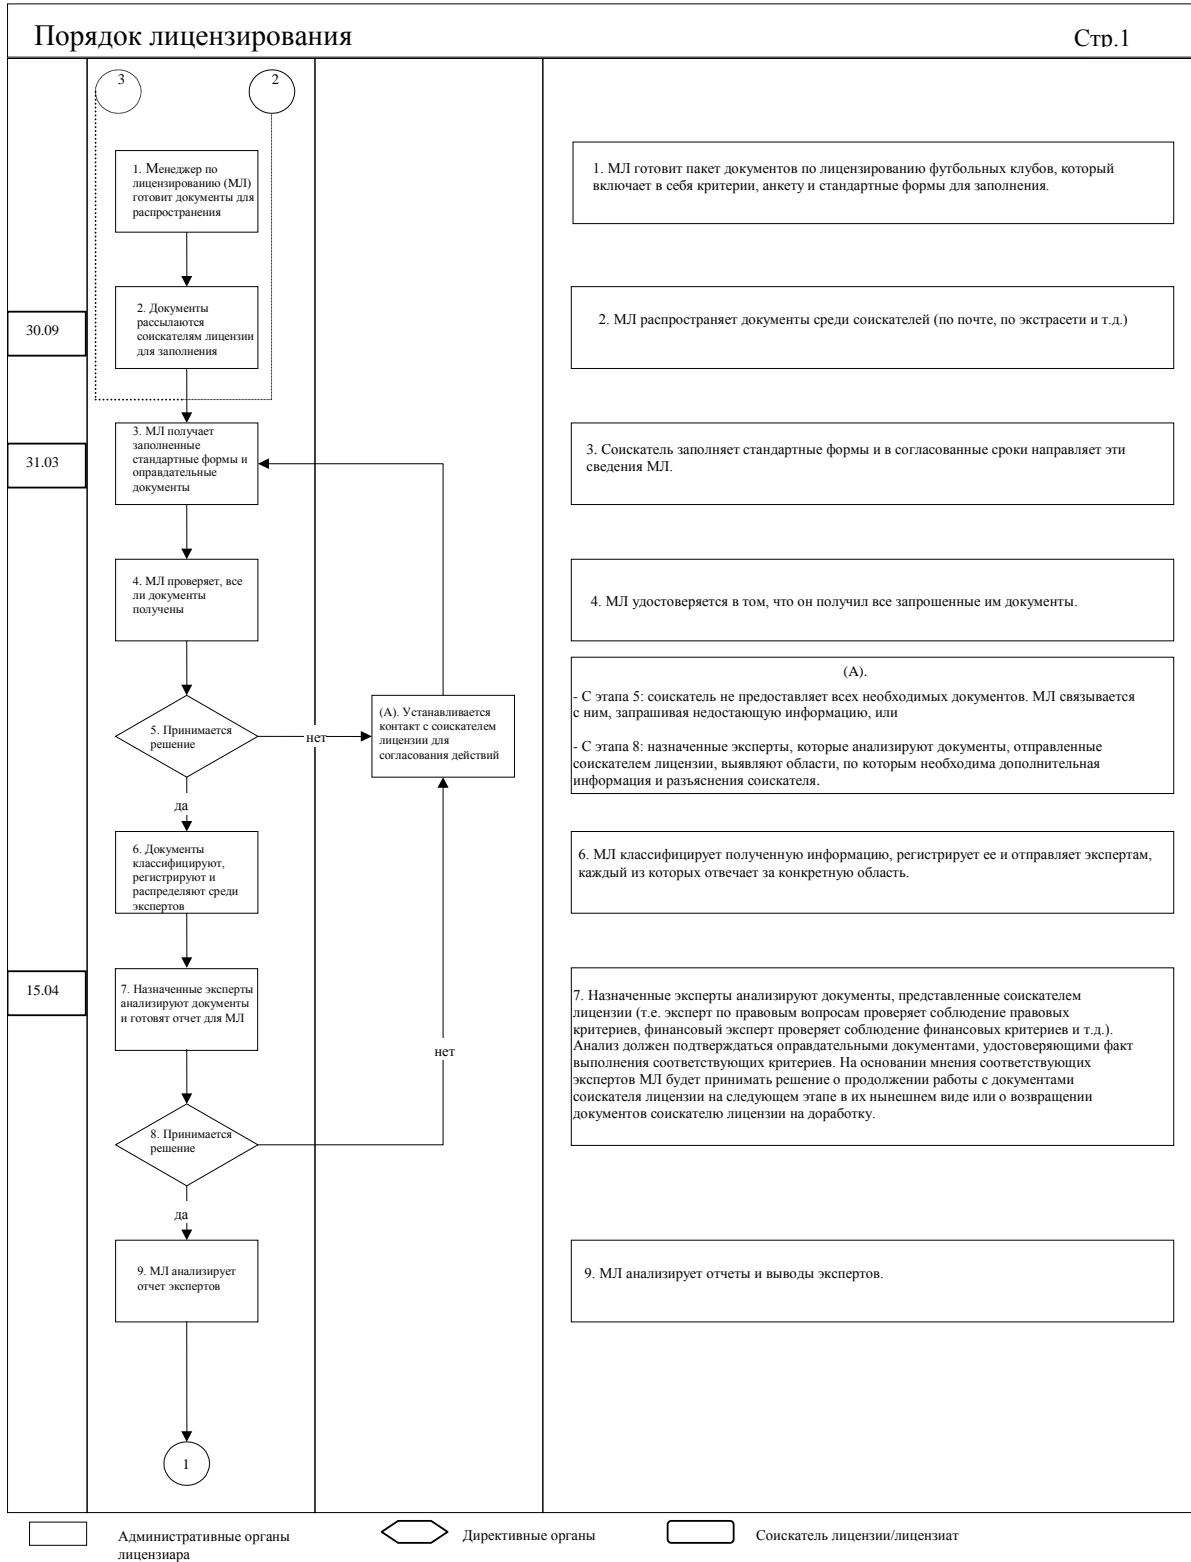 Порядок лицензирования
Стр.1
3
2
1. Менеджер по
лицензированию (МЛ)
готовит документы для
распространения
1. МЛ готовит пакет документов по лицензированию футбольных клубов, который
включает в себя критерии, анкету и стандартные формы для заполнения.
30.09
2. Документы
рассылаются
соискателям лицензии
для заполнения
2. МЛ распространяет документы среди соискателей (по почте, по экстрасети и т.д.)
31.03
3. МЛ получает
заполненные
стандартные формы и
оправдательные
документы
3. Соискатель заполняет стандартные формы и в согласованные сроки направляет эти
сведения МЛ.
4. МЛ проверяет, все
ли документы
получены
4. МЛ удостоверяется в том, что он получил все запрошенные им документы.
5. Принимается
решение
нет
(А). Устанавливается
контакт с соискателем
лицензии для
согласования действий
(А).
- С этапа 5: соискатель не предоставляет всех необходимых документов. МЛ связывается
с ним, запрашивая недостающую информацию, или
- С этапа 8: назначенные эксперты, которые анализируют документы, отправленные
соискателем лицензии, выявляют области, по которым необходима дополнительная
информация и разъяснения соискателя.
да
6. Документы
классифицируют,
регистрируют и
распределяют среди
экспертов
6. МЛ классифицирует полученную информацию, регистрирует ее и отправляет экспертам,
каждый из которых отвечает за конкретную область.
15.04
7. Назначенные эксперты
анализируют документы
и готовят отчет для МЛ
нет
7. Назначенные эксперты анализируют документы, представленные соискателем
лицензии (т.е. эксперт по правовым вопросам проверяет соблюдение правовых
критериев, финансовый эксперт проверяет соблюдение финансовых критериев и т.д.).
Анализ должен подтверждаться оправдательными документами, удостоверяющими факт
выполнения соответствующих критериев. На основании мнения соответствующих
экспертов МЛ будет принимать решение о продолжении работы с документами
соискателя лицензии на следующем этапе в их нынешнем виде или о возвращении
документов соискателю лицензии на доработку.
8. Принимается
решение
да
9. МЛ анализирует
отчет экспертов
9. МЛ анализирует отчеты и выводы экспертов.
1
Административные органы
лицензиара
Директивные органы
Соискатель лицензии/лицензиат